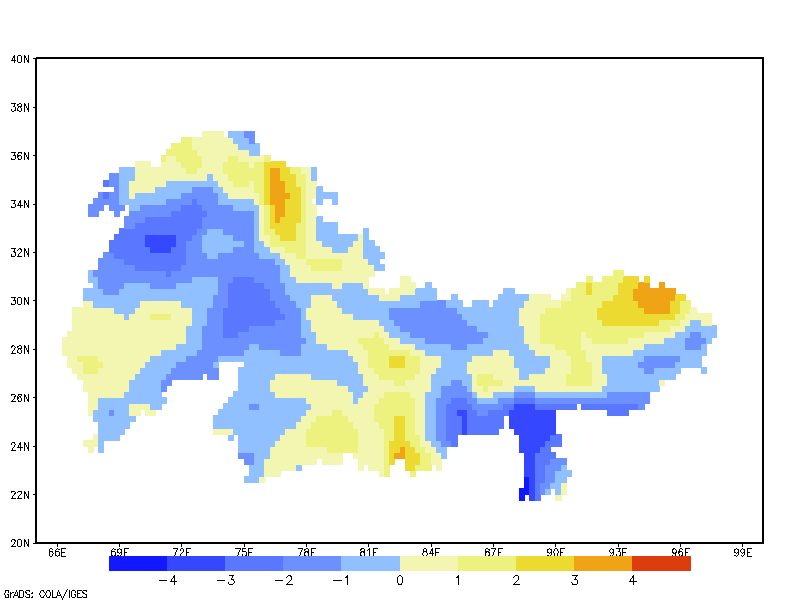 40N
38N
36N
34N
32N
30N
28N
26N
24N
22N
20N
66E 69E 72E 75E 78E 81E 84E 87E 90E 93E 96E 99E
-4 -3 -2 -1 0 1 2 3 4
GrADS: COLA/IGES